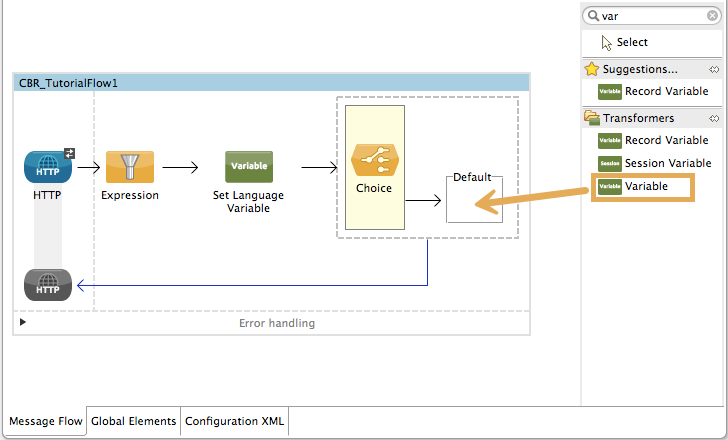 CBR_TutorialFlow1
HTTP
HTTP
Expression
Variable
Set Language
Variable
Choice
Default
HTTP
Error handling
Message Flow
Global Elements
Configuration XML
var
Select
Suggestions...
Variable
Record Variable
Transformers
Variable
Record Variable
Session
Session Variable
Variable
Variable